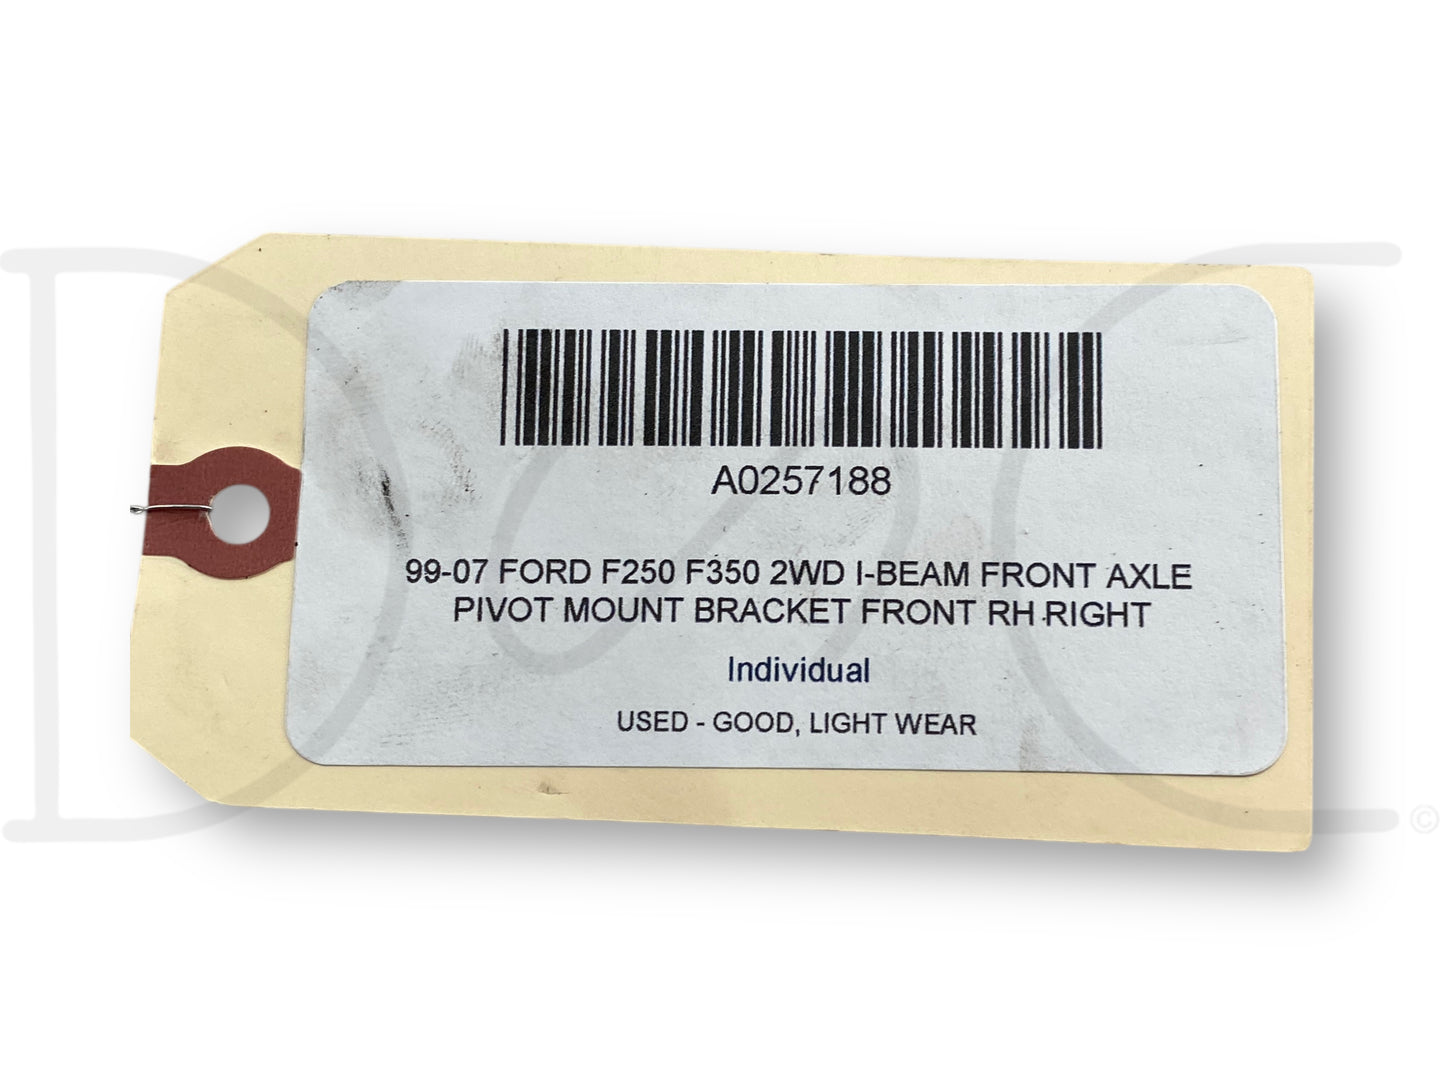 A0257188
99-07 FORD F250 F350 2WD I-BEAM FRONT AXLE
PIVOT MOUNT BRACKET FRONT RH RIGHT
Individual
USED - GOOD, LIGHT WEAR
©